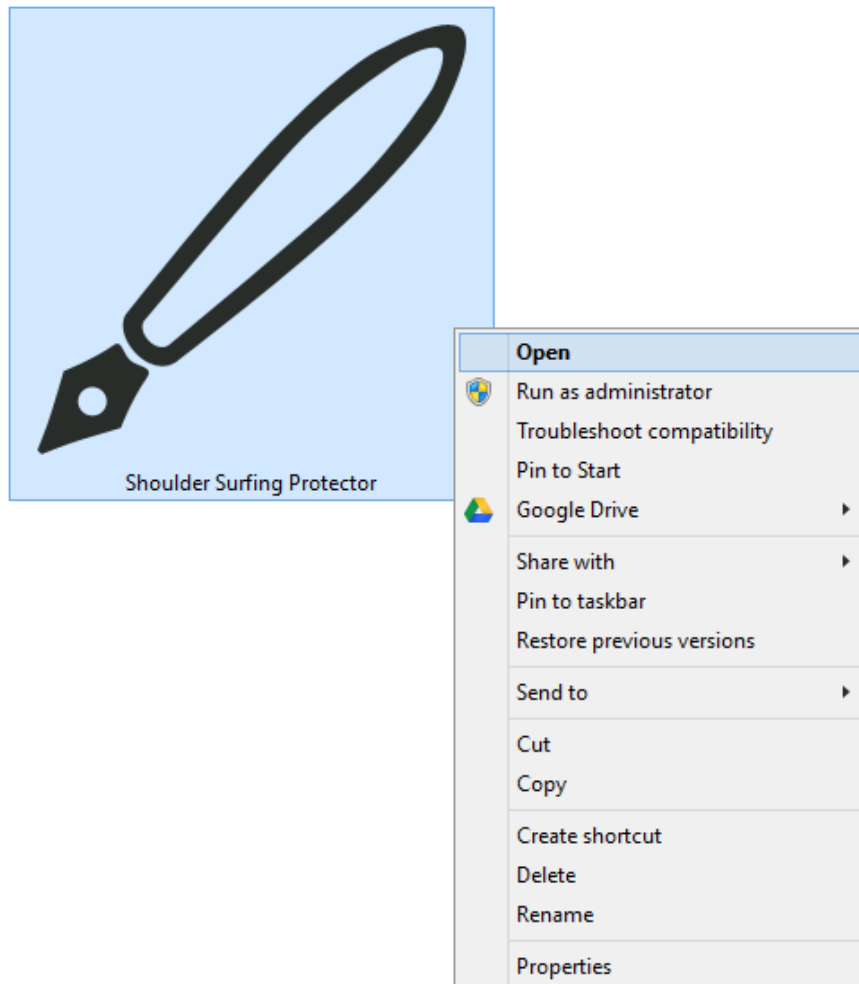 Shoulder Surfing Protector
Open
Run as administrator
Troubleshoot compatibility
Pin to Start
Google Drive
Share with
Pin to taskbar
Restore previous versions
Send to
Cut
Copy
Create shortcut
Delete
Rename
Properties